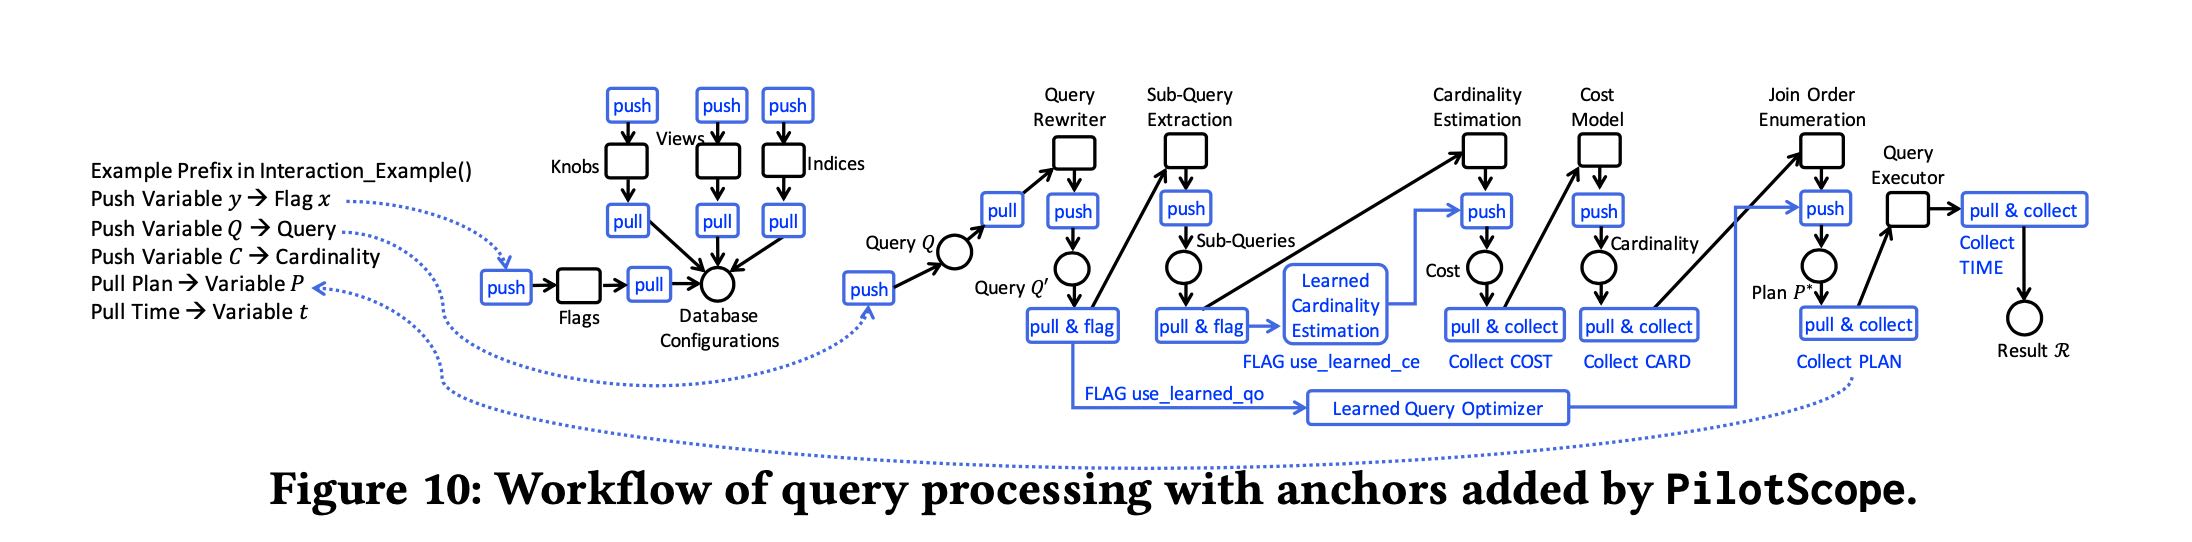 Example Prefix in Interaction_Example()
Push Variable y → Flag x
Push Variable Q → Query
Push Variable C → Cardinality
Pull Plan → Variable P
Pull Time → Variable t
push
push
push
Knobs
Views
Indices
pull
pull
pull
push
Flags
pull
Database
Configurations
push
Query Q
pull
Query
Rewriter
push
Query Q′
pull & flag
Sub-Query
Extraction
push
Sub-Queries
pull & flag
FLAG use_learned_ce
Learned
Cardinality
Estimation
FLAG use_learned_qo
Learned Query Optimizer
Cardinality
Estimation
push
Cost
pull & collect
Collect COST
Cost
Model
push
Cardinality
pull & collect
Collect CARD
Join Order
Enumeration
push
Plan P*
pull & collect
Collect PLAN
Query
Executor
pull & collect
Collect
TIME
Result ℛ
Figure 10: Workflow of query processing with anchors added by PilotScope.